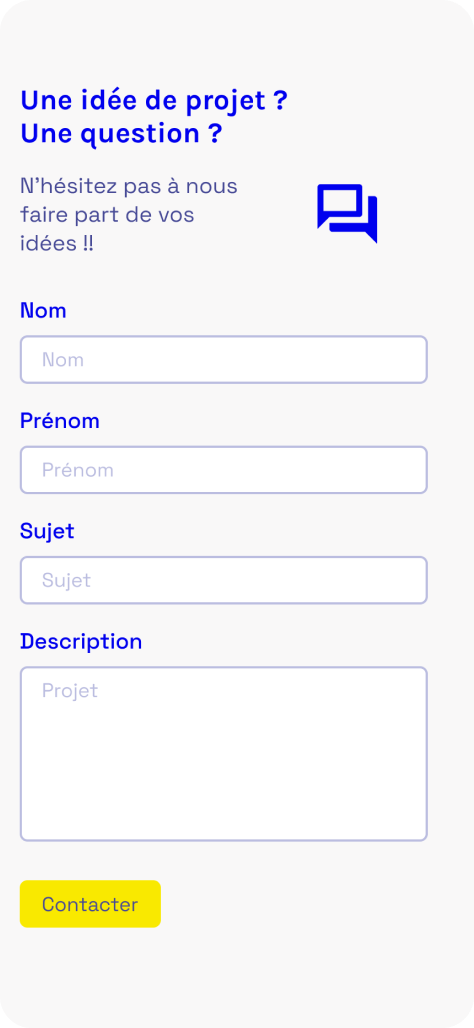 Une idée de projet ?
Une question ?
N'hésitez pas à nous
faire part de vos
idées !!
Nom
Nom
Prénom
Prénom
Sujet
Sujet
Description
Projet
Contacter